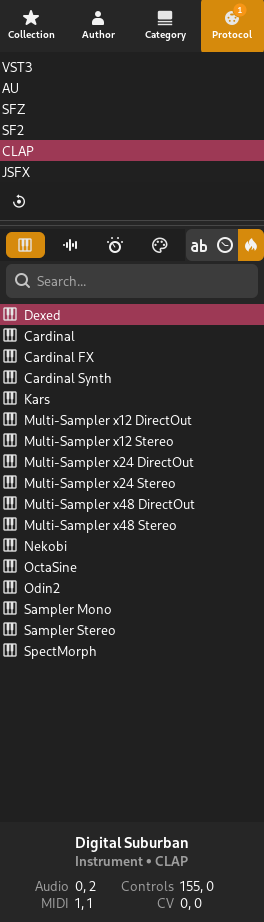 Collection Author Category Protocol 1
VST3
AU
SFZ
SF2
CLAP
JSFX
ab
Search...
Dexed
Cardinal
Cardinal FX
Cardinal Synth
Kars
Multi-Sampler x12 DirectOut
Multi-Sampler x12 Stereo
Multi-Sampler x24 DirectOut
Multi-Sampler x24 Stereo
Multi-Sampler x48 DirectOut
Multi-Sampler x48 Stereo
Nekobi
OctaSine
Odin2
Sampler Mono
Sampler Stereo
SpectMorph
Digital Suburban
Instrument • CLAP
Audio 0, 2 Controls 155, 0
MIDI 1, 1 CV 0, 0